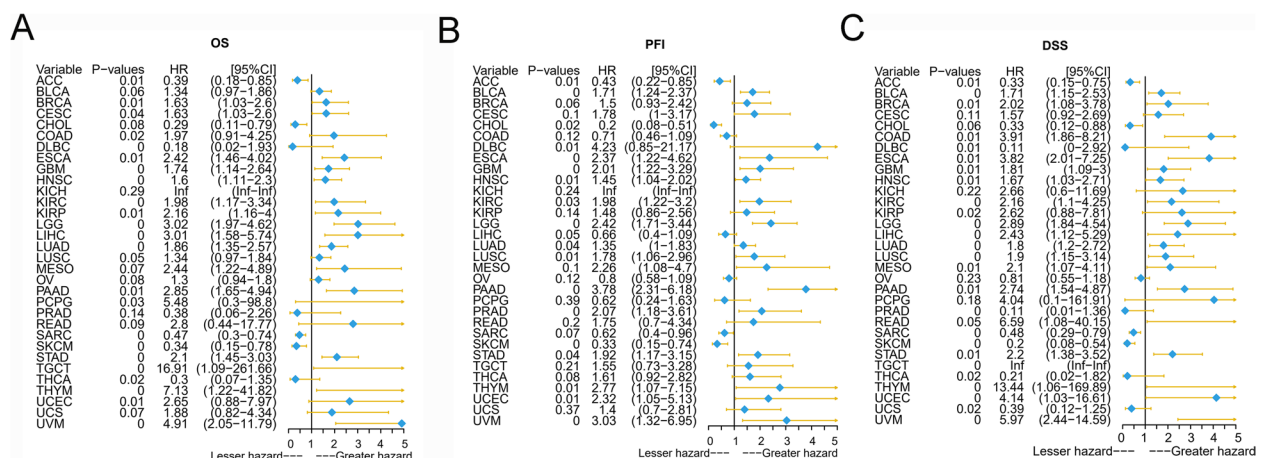 A
OS
Variable P−values HR [95%CI]
ACC 0.01 0.39 (0.18−0.85)
BLCA 0.06 1.34 (0.97−1.86)
BRCA 0.01 1.63 (1.03−2.6)
CESC 0.04 1.63 (1.03−2.6)
CHOL 0.08 0.29 (0.11−0.79)
COAD 0.02 1.97 (0.91−4.25)
DLBC 0 0.18 (0.02−1.93)
ESCA 0.01 2.42 (1.46−4.02)
GBM 0 1.74 (1.14−2.64)
HNSC 0 1.6 (1.11−2.3)
KICH 0.29 Inf (Inf−Inf)
KIRC 0 1.98 (1.17−3.34)
KIRP 0.01 2.16 (1.16−4)
LGG 0 3.02 (1.97−4.62)
LIHC 0 3.01 (1.58−5.74)
LUAD 0 1.86 (1.35−2.57)
LUSC 0.05 1.34 (0.97−1.84)
MESO 0.07 2.44 (1.22−4.89)
OV 0.08 1.3 (0.94−1.8)
PAAD 0.01 2.85 (1.65−4.94)
PCPG 0.03 5.48 (0.3−98.8)
PRAD 0.14 0.38 (0.06−2.26)
READ 0.09 2.8 (0.44−17.77)
SARC 0 0.47 (0.3−0.74)
SKCM 0 0.34 (0.15−0.78)
STAD 0 2.1 (1.45−3.03)
TGCT 0 16.91 (1.09−261.66
THCA 0.02 0.3 (0.07−1.35)
THYM 0 7.13 (1.22−41.82)
UCEC 0.01 2.65 (0.88−7.97)
UCS 0.07 1.88 (0.82−4.34)
UVM 0 4.91 (2.05−11.79)
0 1 2 3 4 5
Lesser hazard−−− −−−Greater hazard
B
PFI
Variable P−values HR [95%CI]
ACC 0.01 0.43 (0.22−0.85)
BLCA 0 1.71 (1.24−2.37)
BRCA 0.06 1.5 (0.93−2.42)
CESC 0.1 1.78 (1−3.17)
CHOL 0.02 0.2 (0.08−0.51)
COAD 0.12 0.71 (0.46−1.09)
DLBC 0.01 4.23 (0.85−21.17)
ESCA 0 2.37 (1.22−4.62)
GBM 0 2.01 (1.22−3.29)
HNSC 0.01 1.45 (1.04−2.02)
KICH 0.24 Inf (Inf−Inf)
KIRC 0.03 1.98 (1.22−3.2)
KIRP 0.14 1.48 (0.86−2.56)
LGG 0 2.42 (1.71−3.44)
LIHC 0.05 0.66 (0.4−1.09)
LUAD 0.04 1.35 (1−1.83)
LUSC 0.01 1.78 (1.06−2.96)
MESO 0.1 2.26 (1.08−4.7)
OV 0.12 0.8 (0.58−1.09)
PAAD 0 3.78 (2.31−6.18)
PCPG 0.39 0.62 (0.24−1.63)
PRAD 0 2.07 (1.18−3.61)
READ 0.2 1.75 (0.7−4.34)
SARC 0.07 0.62 (0.4−0.96)
SKCM 0 0.33 (0.15−0.74)
STAD 0.04 1.92 (1.17−3.15)
TGCT 0.21 1.55 (0.73−3.28)
THCA 0.08 1.61 (0.92−2.82)
THYM 0.01 2.77 (1.07−7.15)
UCEC 0.01 2.32 (1.05−5.13)
UCS 0.37 1.4 (0.7−2.81)
UVM 0 3.03 (1.32−6.95)
0 1 2 3 4 5
Lesser hazard−−− −−−Greater hazard
C
DSS
Variable P−values HR [95%CI]
ACC 0.01 0.33 (0.15−0.75)
BLCA 0 1.71 (1.15−2.53)
BRCA 0.01 2.02 (1.08−3.78)
CESC 0.11 1.57 (0.92−2.69)
CHOL 0.06 0.33 (0.12−0.88)
COAD 0.01 3.91 (1.86−8.21)
DLBC 0.01 0.11 (0−2.92)
ESCA 0.01 3.82 (2.01−7.25)
GBM 0.01 1.81 (1.09−3)
HNSC 0.01 1.67 (1.03−2.71)
KICH 0.22 2.66 (0.6−11.69)
KIRC 0 2.16 (1.1−4.25)
KIRP 0.02 2.62 (0.88−7.81)
LGG 0 2.89 (1.84−4.54)
LIHC 0 2.43 (1.12−5.29)
LUAD 0 1.8 (1.2−2.72)
LUSC 0 1.9 (1.15−3.14)
MESO 0.01 2.1 (1.07−4.11)
OV 0.23 0.81 (0.55−1.18)
PAAD 0.01 2.74 (1.54−4.87)
PCPG 0.18 4.04 (0.1−161.91)
PRAD 0 0.11 (0.01−1.36)
READ 0.05 6.59 (1.08−40.15)
SARC 0 0.48 (0.29−0.79)
SKCM 0 0.2 (0.08−0.54)
STAD 0.01 2.2 (1.38−3.52)
TGCT 0 Inf (Inf−Inf)
THCA 0.02 0.21 (0.02−1.82)
THYM 0 13.44 (1.06−169.89)
UCEC 0 4.14 (1.03−16.61)
UCS 0.02 0.39 (0.12−1.25)
UVM 0 5.97 (2.44−14.59)
0 1 2 3 4 5
Lesser hazard−−− −−−Greater hazard